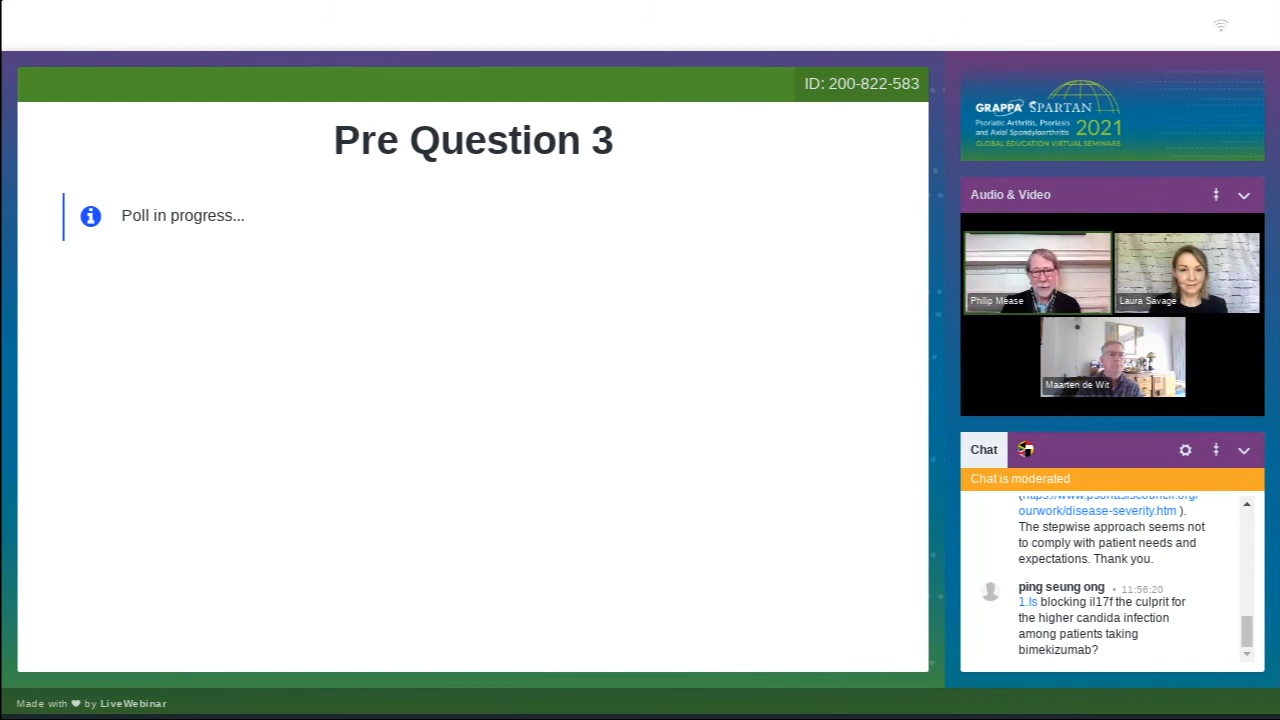 ID: 200-822-583
Pre Question 3
Poll in progress...
GRAPPA SPARTAN
Psoriatic Arthritis, Psoriasis
and Axial Spondyloarthritis 2021
GLOBAL EDUCATION VIRTUAL SEMINARS
Audio & Video
Philip Mease
Laura Savage
Maarten de Wit
Chat
Chat is moderated
(https://www.psoriasiscouncil.org/
ourwork/disease-severity.htm ).
The stepwise approach seems not
to comply with patient needs and
expectations. Thank you.
ping seung ong • 11:56:20
1.Is blocking il17f the culprit for
the higher candida infection
among patients taking
bimekizumab?
Made with ❤ by LiveWebinar